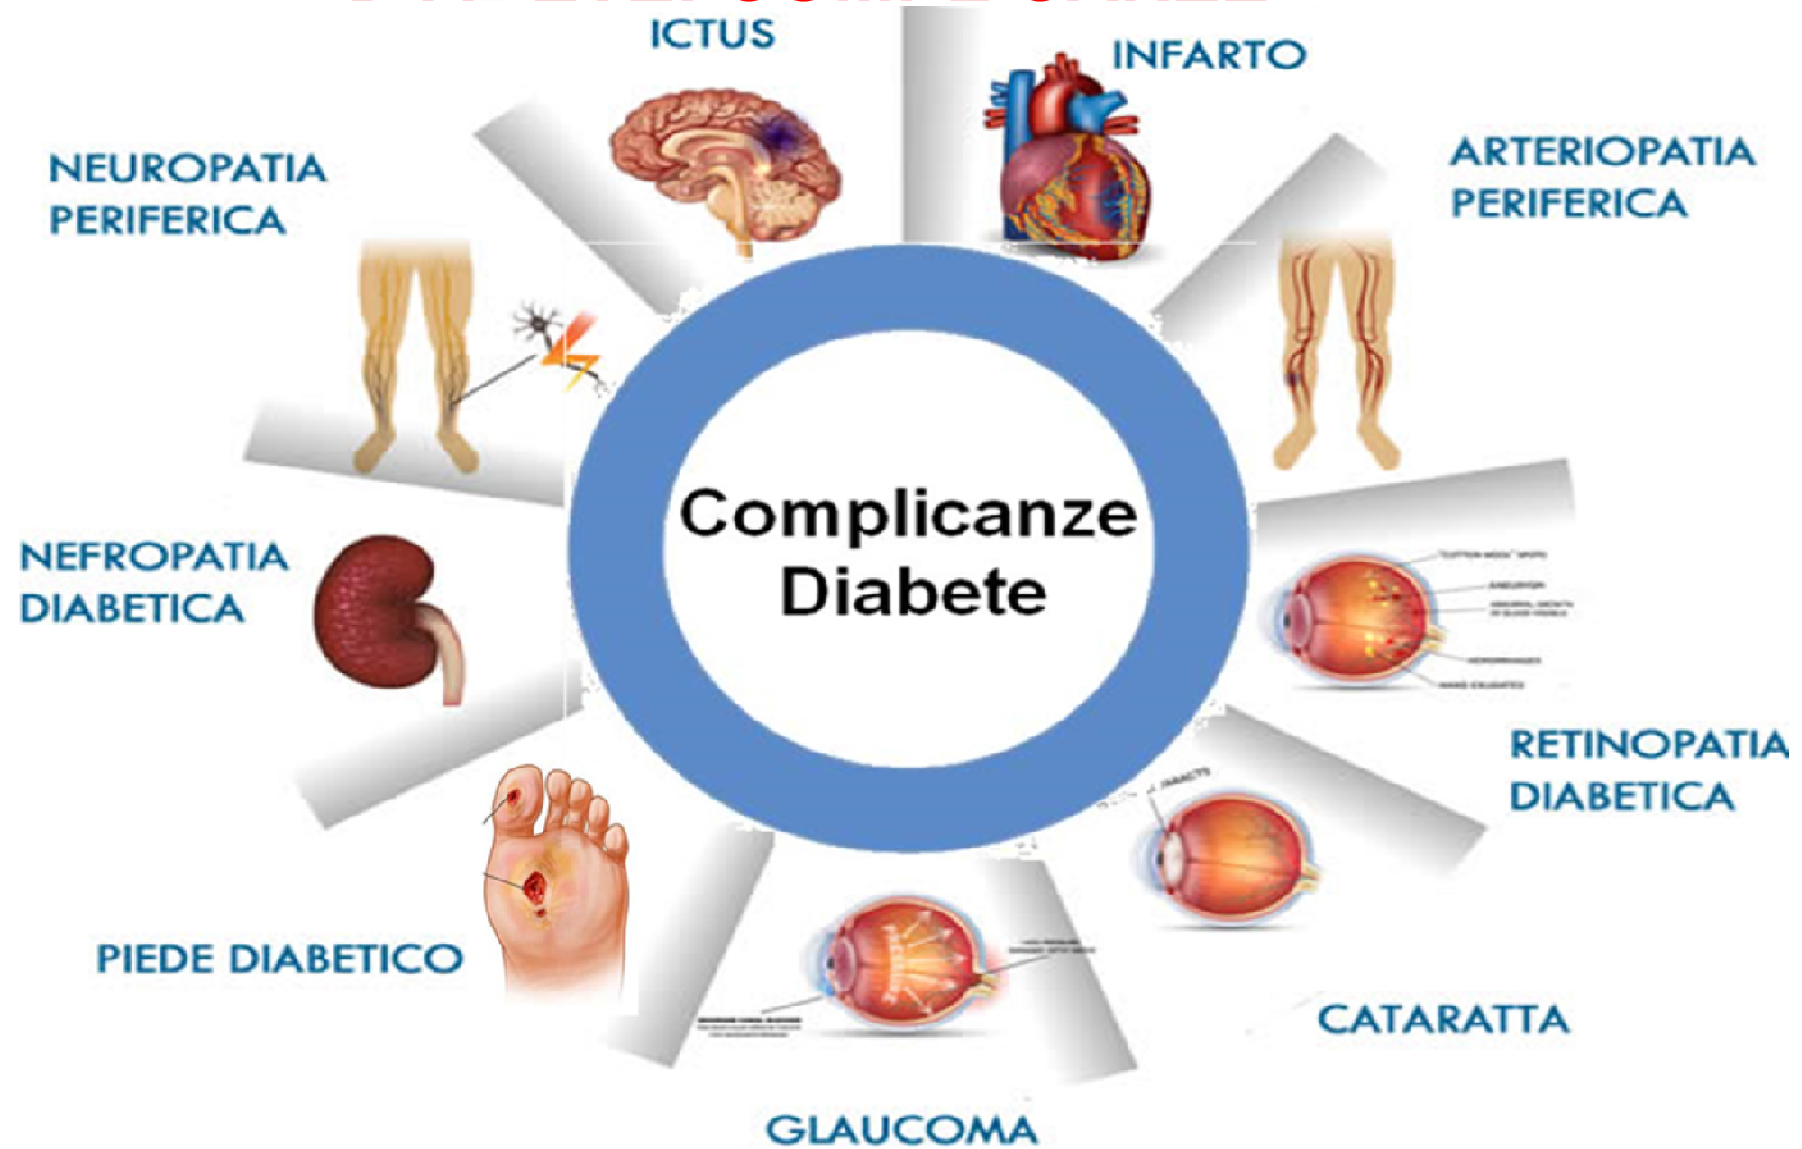 ICTUS
INFARTO
ARTERIOPATIA
PERIFERICA
NEUROPATIA
PERIFERICA
Complicanze
Diabete
NEFROPATIA
DIABETICA
RETINOPATIA
DIABETICA
PIEDE DIABETICO
CATARATTA
GLAUCOMA